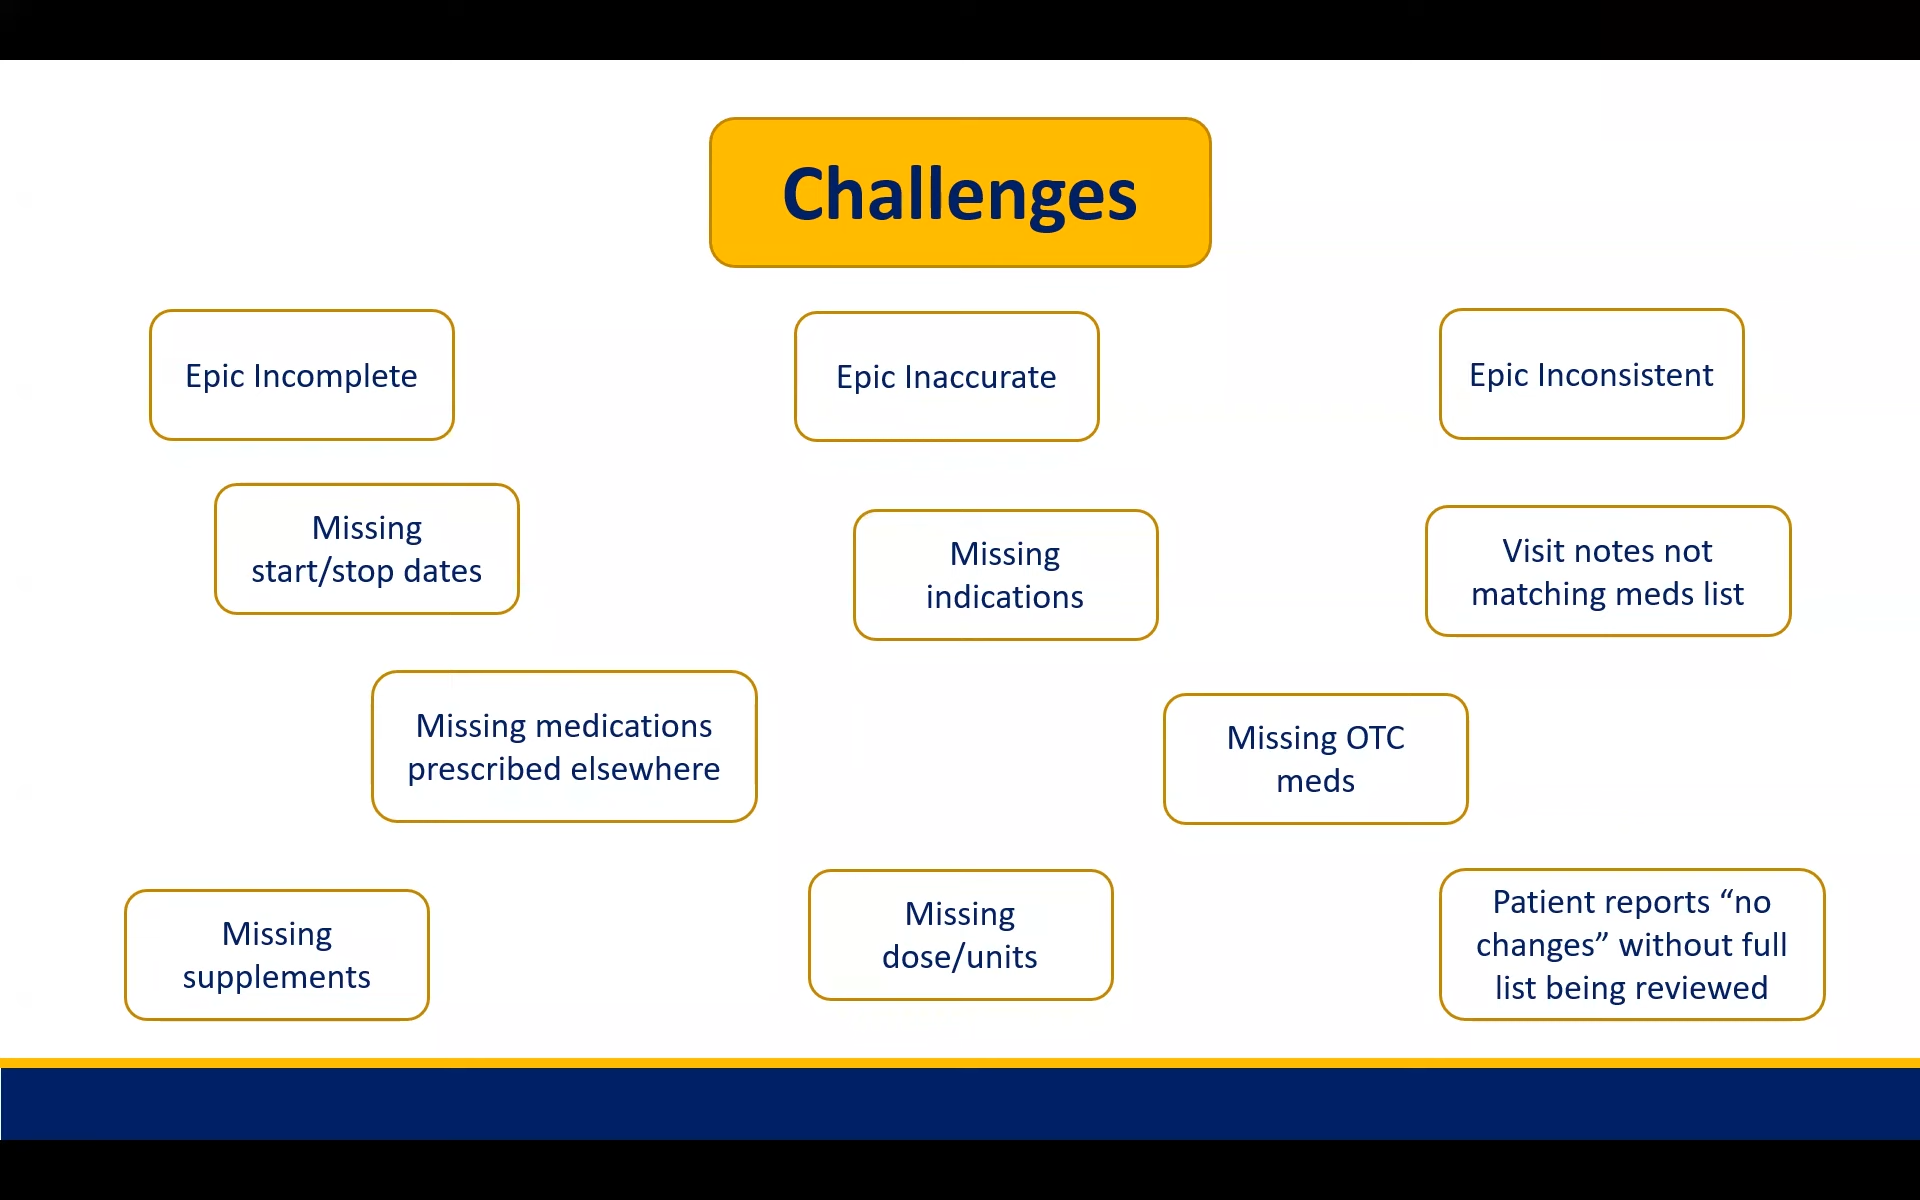 Challenges
Epic Incomplete
Epic Inaccurate
Epic Inconsistent
Missing
start/stop dates
Missing
indications
Visit notes not
matching meds list
Missing medications
prescribed elsewhere
Missing OTC
meds
Missing
supplements
Missing
dose/units
Patient reports “no
changes” without full
list being reviewed